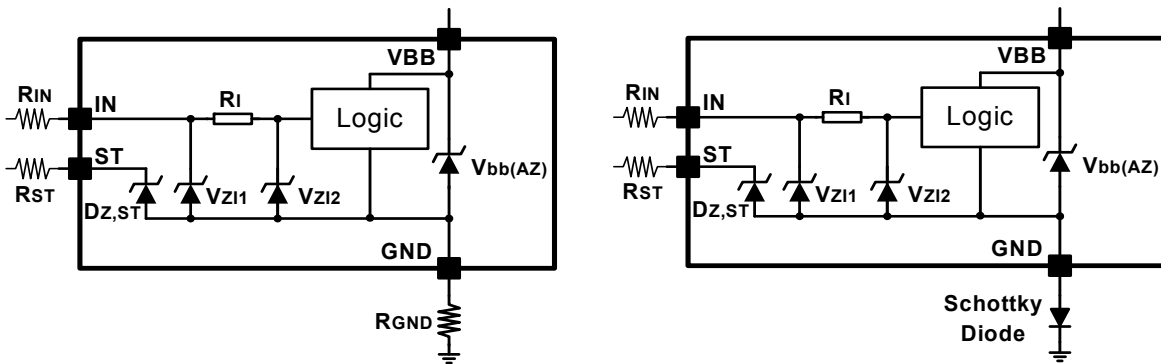 VBB
RIN
IN
RI
Logic
ST
RST
DZ,ST
VZI1
VZI2
Vbb(AZ)
GND
RGND
VBB
RIN
IN
RI
Logic
ST
RST
DZ,ST
VZI1
VZI2
Vbb(AZ)
GND
Schottky
Diode